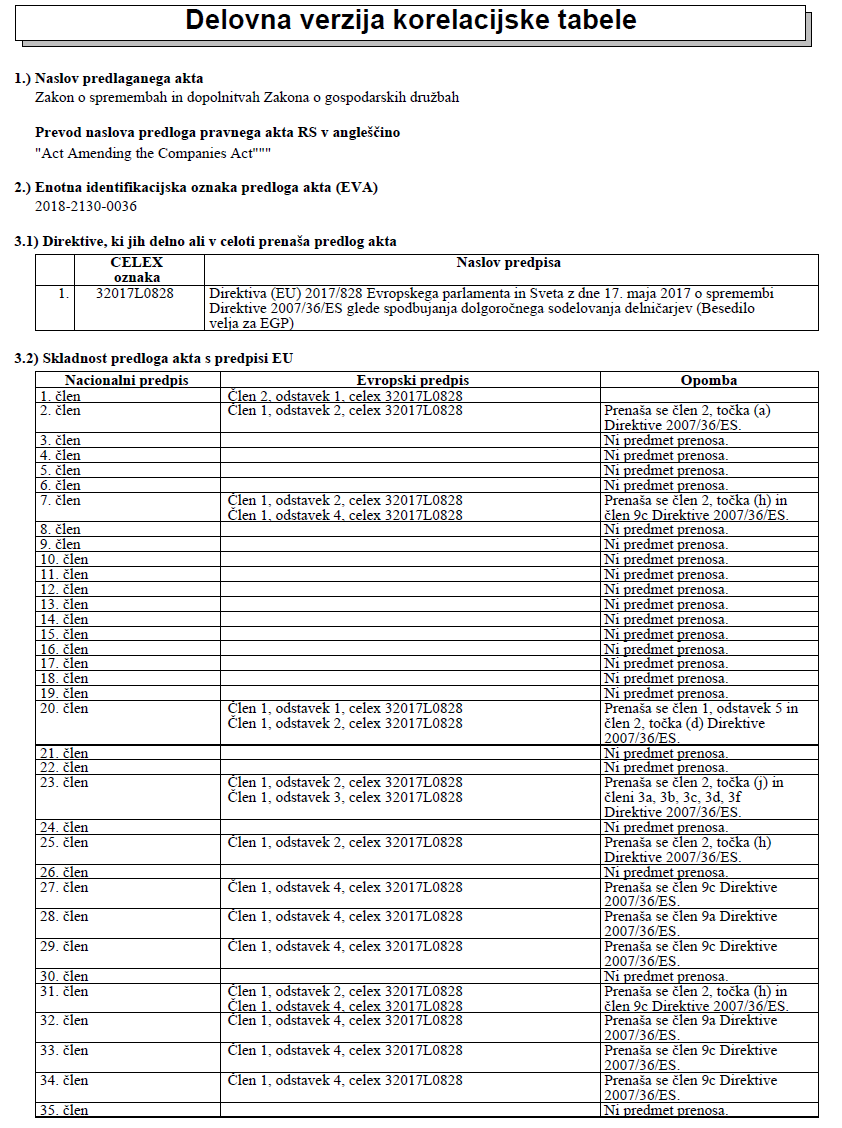 Delovna verzija korelacijske tabele
1.) Naslov predlaganega akta
Zakon o spremembah in dopolnitvah Zakona o gospodarskih družbah
Prevod naslova predloga pravnega akta RS v angleščino
"Act Amending the Companies Act"""
2.) Enotna identifikacijska oznaka predloga akta (EVA)
2018-2130-0036
3.1) Direktive, ki jih delno ali v celoti prenaša predlog akta
CELEX oznaka Naslov predpisa
1. 32017L0828 Direktiva (EU) 2017/828 Evropskega parlamenta in Sveta z dne 17. maja 2017 o spremembi
Direktive 2007/36/ES glede spodbujanja dolgoročnega sodelovanja delničarjev (Besedilo
velja za EGP)
3.2) Skladnost predloga akta s predpisi EU
Nacionalni predpis Evropski predpis Opomba
1. člen Člen 2, odstavek 1, celex 32017L0828
2. člen Člen 1, odstavek 2, celex 32017L0828 Prenaša se člen 2, točka (a)
Direktive 2007/36/ES.
3. člen Ni predmet prenosa.
4. člen Ni predmet prenosa.
5. člen Ni predmet prenosa.
6. člen Ni predmet prenosa.
7. člen Člen 1, odstavek 2, celex 32017L0828 Prenaša se člen 2, točka (h) in
Člen 1, odstavek 4, celex 32017L0828 člen 9c Direktive 2007/36/ES.
8. člen Ni predmet prenosa.
9. člen Ni predmet prenosa.
10. člen Ni predmet prenosa.
11. člen Ni predmet prenosa.
12. člen Ni predmet prenosa.
13. člen Ni predmet prenosa.
14. člen Ni predmet prenosa.
15. člen Ni predmet prenosa.
16. člen Ni predmet prenosa.
17. člen Ni predmet prenosa.
18. člen Ni predmet prenosa.
19. člen Ni predmet prenosa.
20. člen Člen 1, odstavek 1, celex 32017L0828 Prenaša se člen 1, odstavek 5 in
Člen 1, odstavek 2, celex 32017L0828 člen 2, točka (d) Direktive
2007/36/ES.
21. člen Ni predmet prenosa.
22. člen Ni predmet prenosa.
23. člen Člen 1, odstavek 2, celex 32017L0828 Prenaša se člen 2, točka (j) in
Člen 1, odstavek 3, celex 32017L0828 členi 3a, 3b, 3c, 3d, 3f
Direktive 2007/36/ES.
24. člen Ni predmet prenosa.
25. člen Člen 1, odstavek 2, celex 32017L0828 Prenaša se člen 2, točka (h)
Direktive 2007/36/ES.
26. člen Ni predmet prenosa.
27. člen Člen 1, odstavek 4, celex 32017L0828 Prenaša se člen 9c Direktive
2007/36/ES.
28. člen Člen 1, odstavek 4, celex 32017L0828 Prenaša se člen 9a Direktive
2007/36/ES.
29. člen Člen 1, odstavek 4, celex 32017L0828 Prenaša se člen 9c Direktive
2007/36/ES.
30. člen Ni predmet prenosa.
31. člen Člen 1, odstavek 2, celex 32017L0828 Prenaša se člen 2, točka (h) in
Člen 1, odstavek 4, celex 32017L0828 člen 9c Direktive 2007/36/ES.
32. člen Člen 1, odstavek 4, celex 32017L0828 Prenaša se člen 9a Direktive
2007/36/ES.
33. člen Člen 1, odstavek 4, celex 32017L0828 Prenaša se člen 9c Direktive
2007/36/ES.
34. člen Člen 1, odstavek 4, celex 32017L0828 Prenaša se člen 9c Direktive
2007/36/ES.
35. člen Ni predmet prenosa.